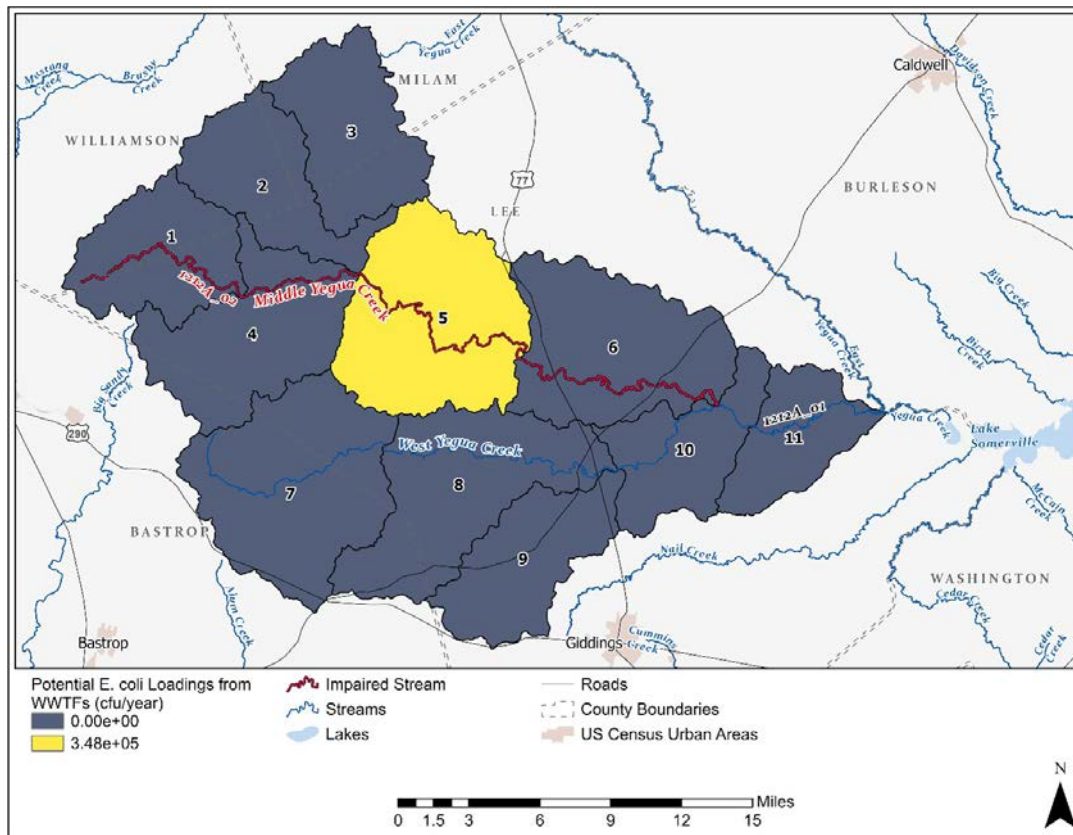 East
Yegua Creek
Mustang
Creek
Brushy
Creek
MILAM
Caldwell
Davidson Creek
WILLIAMSON
3
2
77
BURLESON
LEE
1
1212A_02
Middle Yegua
Creek
5
4
6
Big Creek
Birch
Creek
East
Yegua Creek
Big Sandy
Creek
290
1212A_01
Yegua Creek
Lake
Somerville
West Yegua Creek
10
11
7
8
McCain
Creek
BASTROP
9
Nail Creek
WASHINGTON
Alum Creek
Cedar Creek
Bastrop
Giddings
Cummins
Creek
Cedar
Creek
Potential E. coli Loadings from
WWTFs (cfu/year)
0.00e+00
3.48e+05
Impaired Stream
Streams
Lakes
Roads
County Boundaries
US Census Urban Areas
N
Miles
0 1.5 3 6 9 12 15